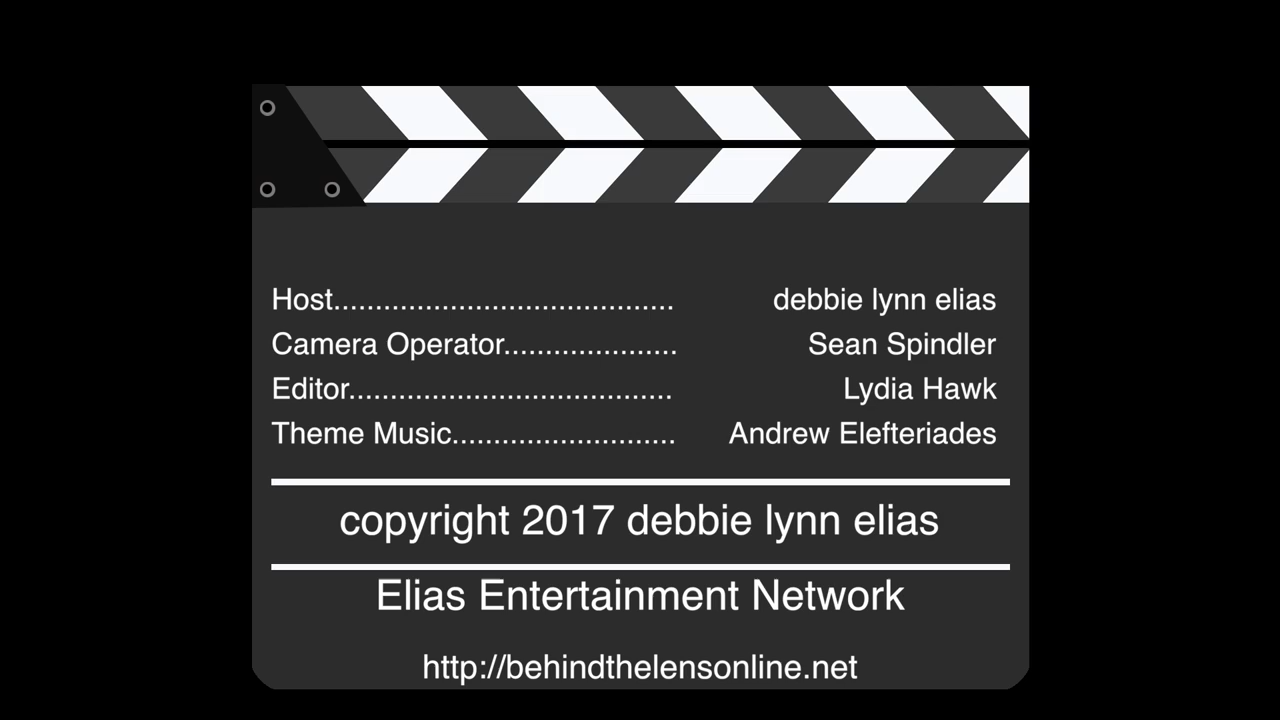 Host......................................... debbie lynn elias
Camera Operator..................... Sean Spindler
Editor....................................... Lydia Hawk
Theme Music........................... Andrew Elefteriades
copyright 2017 debbie lynn elias
Elias Entertainment Network
http://behindthelensonline.net